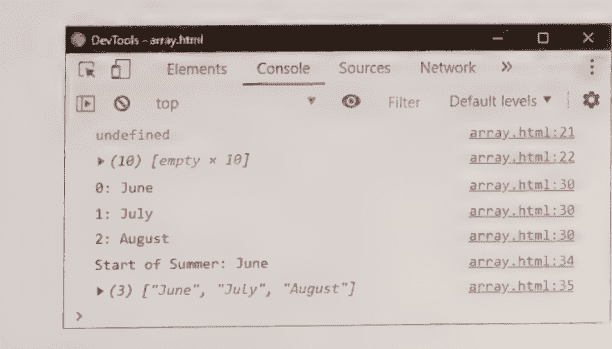 DevTools - array.html
Elements Console Sources Network »
top Filter Default levels ▼
undefined array.html:21
▸ (10) [empty × 10] array.html:22
0: June array.html:30
1: July array.html:30
2: August array.html:30
Start of Summer: June array.html:34
▸ (3) ["June", "July", "August"] array.html:35
>